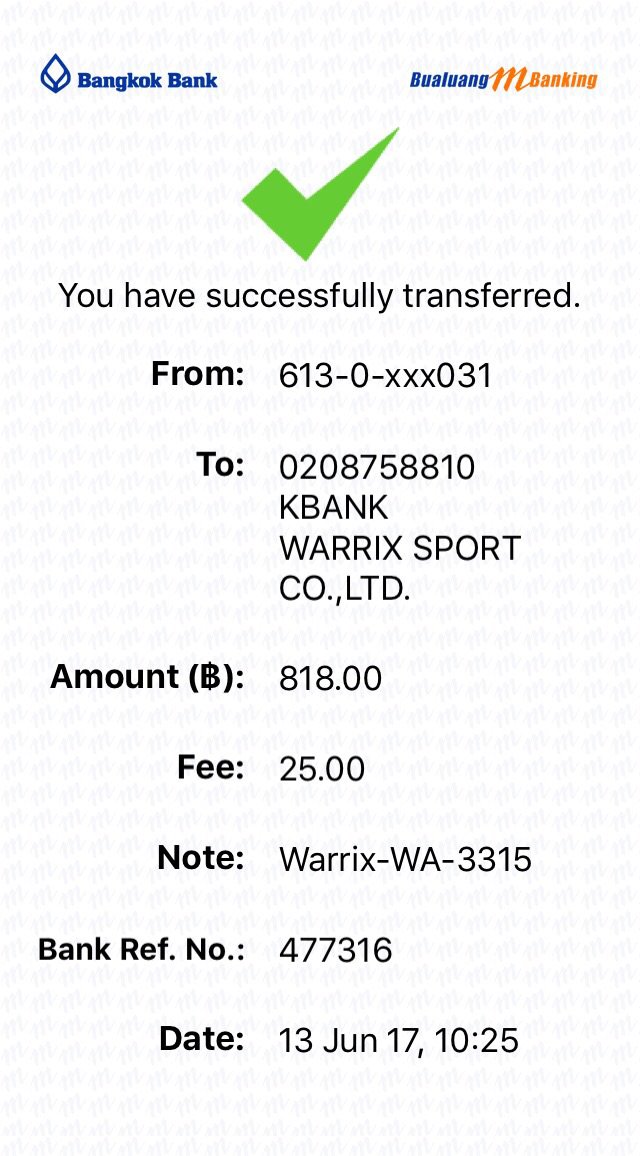 Bangkok Bank
Bualuang mBanking
You have successfully transferred.
From: 613-0-xxx031
To: 0208758810
KBANK
WARRIX SPORT
CO.,LTD.
Amount (฿): 818.00
Fee: 25.00
Note: Warrix-WA-3315
Bank Ref. No.: 477316
Date: 13 Jun 17, 10:25